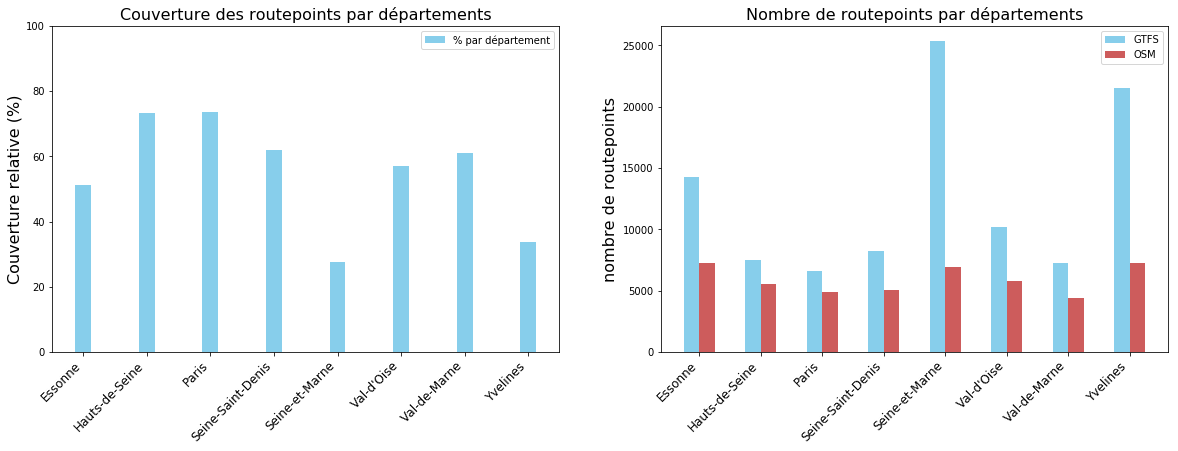 Couverture des routepoints par départements
Couverture relative (%)
100
80
60
40
20
0
% par département
Essonne
Hauts-de-Seine
Paris
Seine-Saint-Denis
Seine-et-Marne
Val-d'Oise
Val-de-Marne
Yvelines
Nombre de routepoints par départements
nombre de routepoints
25000
20000
15000
10000
5000
0
GTFS
OSM
Essonne
Hauts-de-Seine
Paris
Seine-Saint-Denis
Seine-et-Marne
Val-d'Oise
Val-de-Marne
Yvelines